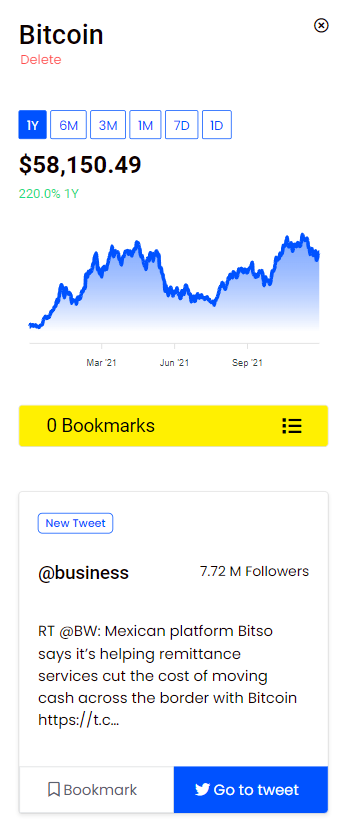 Bitcoin
Delete
1Y 6M 3M 1M 7D 1D
$58,150.49
220.0% 1Y
Mar '21 Jun '21 Sep '21
0 Bookmarks
New Tweet
@business 7.72 M Followers
RT @BW: Mexican platform Bitso
says it’s helping remittance
services cut the cost of moving
cash across the border with Bitcoin
https://t.c…
Bookmark Go to tweet